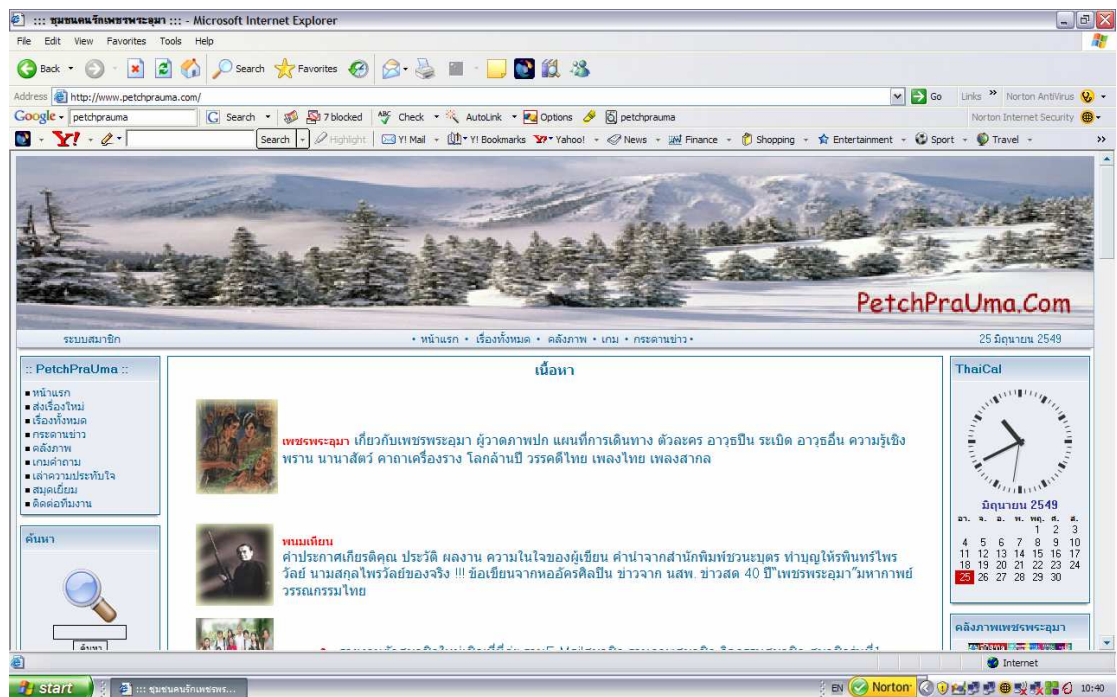 ::: ชุมชนคนรักเพชรพระอุมา ::: - Microsoft Internet Explorer
File Edit View Favorites Tools Help
Back Search Favorites
Address http://www.petchprauma.com/ Go Links » Norton AntiVirus
Google petchprauma Search 7 blocked Check AutoLink Options petchprauma Norton Internet Security
Y! Search Highlight Y! Mail Y! Bookmarks Yahoo! News Finance Shopping Entertainment Sport Travel »
PetchPraUma.Com
ระบบสมาชิก • หน้าแรก • เรื่องทั้งหมด • คลังภาพ • เกม • กระดานข่าว • 25 มิถุนายน 2549
:: PetchPraUma ::
หน้าแรก
ส่งเรื่องใหม่
เรื่องทั้งหมด
กระดานข่าว
คลังภาพ
เกมคำถาม
เล่าความประทับใจ
สมุดเยี่ยม
ติดต่อทีมงาน
ค้นหา
ค้นหา
เนื้อหา
เพชรพระอุมา เกี่ยวกับเพชรพระอุมา ผู้วาดภาพปก แผนที่การเดินทาง ตัวละคร อาวุธปืน ระเบิด อาวุธอื่น ความรู้เชิง
พราน นานาสัตว์ คาถาเครื่องราง โลกล้านปี วรรคดีไทย เพลงไทย เพลงสากล
พนมเทียน
คำประกาศเกียรติคุณ ประวัติ ผลงาน ความในใจของผู้เขียน คำนำจากสำนักพิมพ์ชวนะบุตร ทำบุญให้รพินทร์ไพร
วัลย์ นามสกุลไพรวัลย์ของจริง !!! ข้อเขียนจากหออัครศิลปิน ข่าวจาก นสพ. ข่าวสด 40 ปี"เพชรพระอุมา"มหากาพย์
วรรณกรรมไทย
ThaiCal
มิถุนายน 2549
อา. จ. อ. พ. พฤ. ศ. ส.
1 2 3
4 5 6 7 8 9 10
11 12 13 14 15 16 17
18 19 20 21 22 23 24
25 26 27 28 29 30
คลังภาพเพชรพระอุมา
Internet
start ::: ชุมชนคนรักเพชรพร... EN Norton 10:40